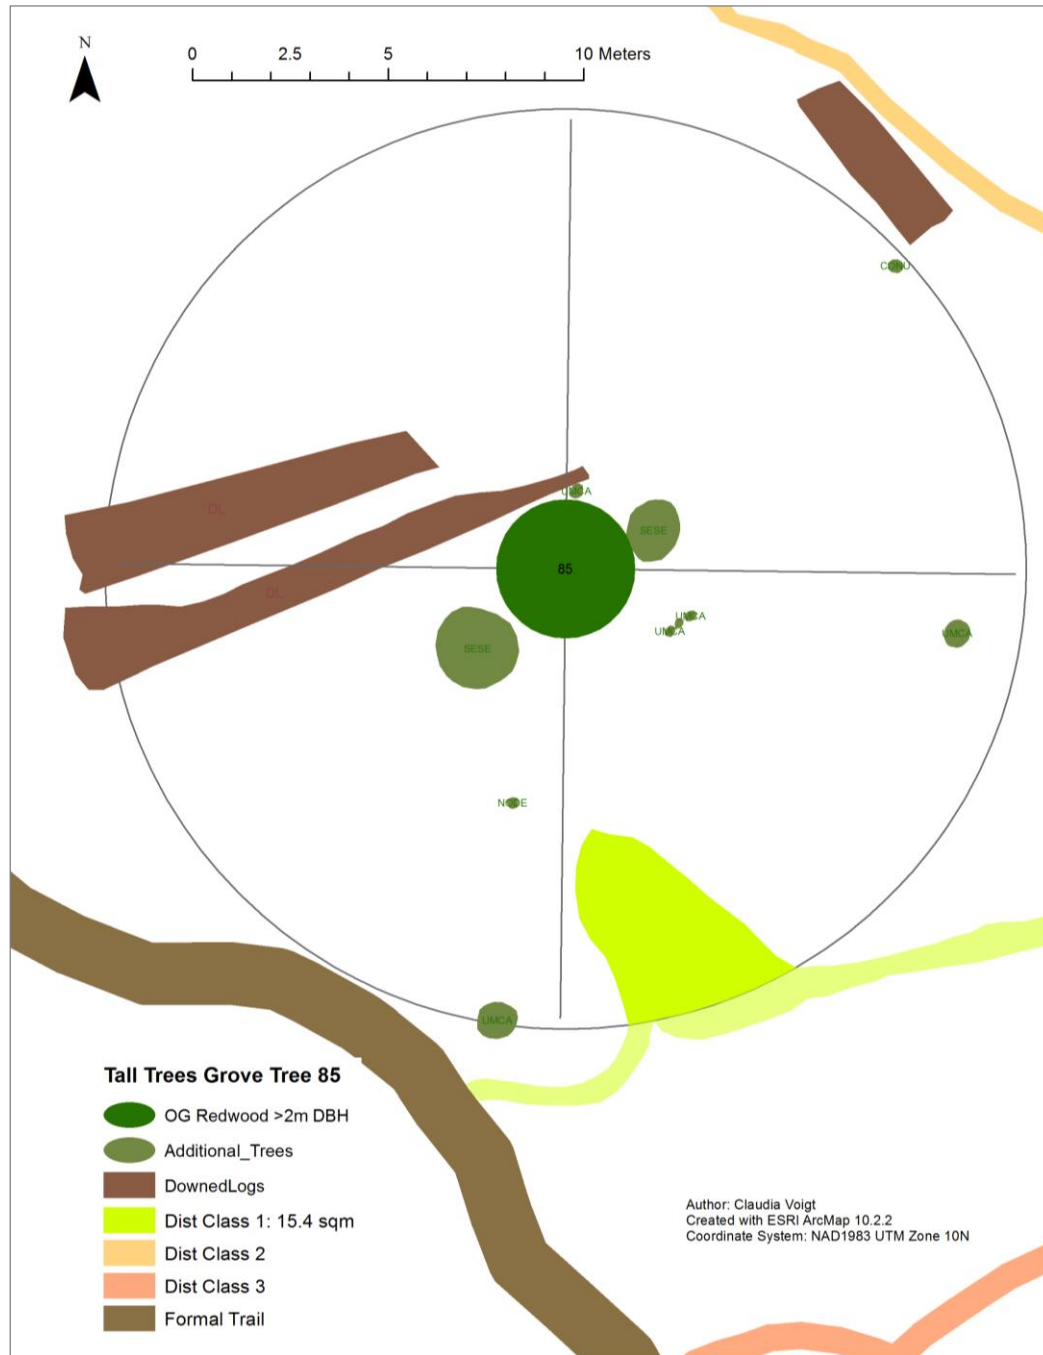 N
0 2.5 5 10 Meters
CONU
DL
UMCA
SESE
85
DL
UMCA
UMCA
UMCA
SESE
NODE
UMCA
Tall Trees Grove Tree 85
OG Redwood >2m DBH
Additional_Trees
DownedLogs
Dist Class 1: 15.4 sqm
Dist Class 2
Dist Class 3
Formal Trail
Author: Claudia Voigt
Created with ESRI ArcMap 10.2.2
Coordinate System: NAD1983 UTM Zone 10N